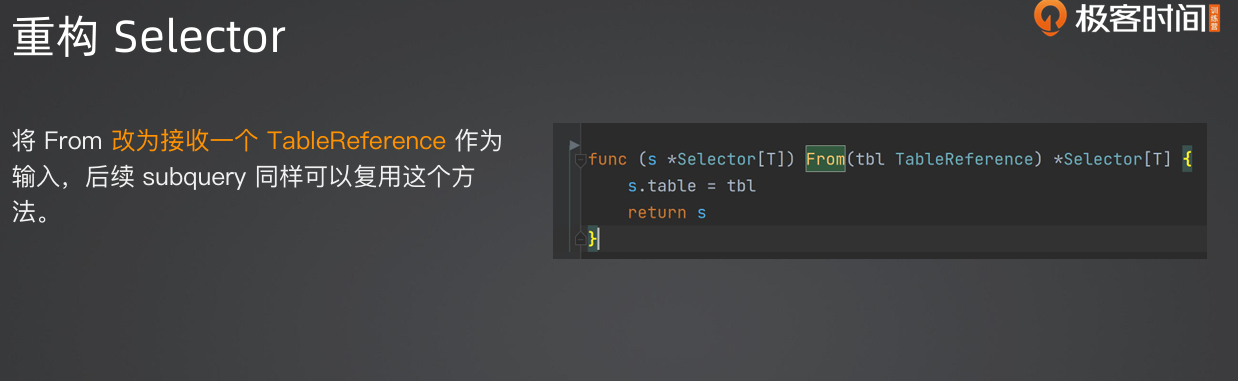 重构 Selector
极客时间
训练营
将 From 改为接收一个 TableReference 作为
输入，后续 subquery 同样可以复用这个方
法。
func (s *Selector[T]) From(tbl TableReference) *Selector[T] {
    s.table = tbl
    return s
}